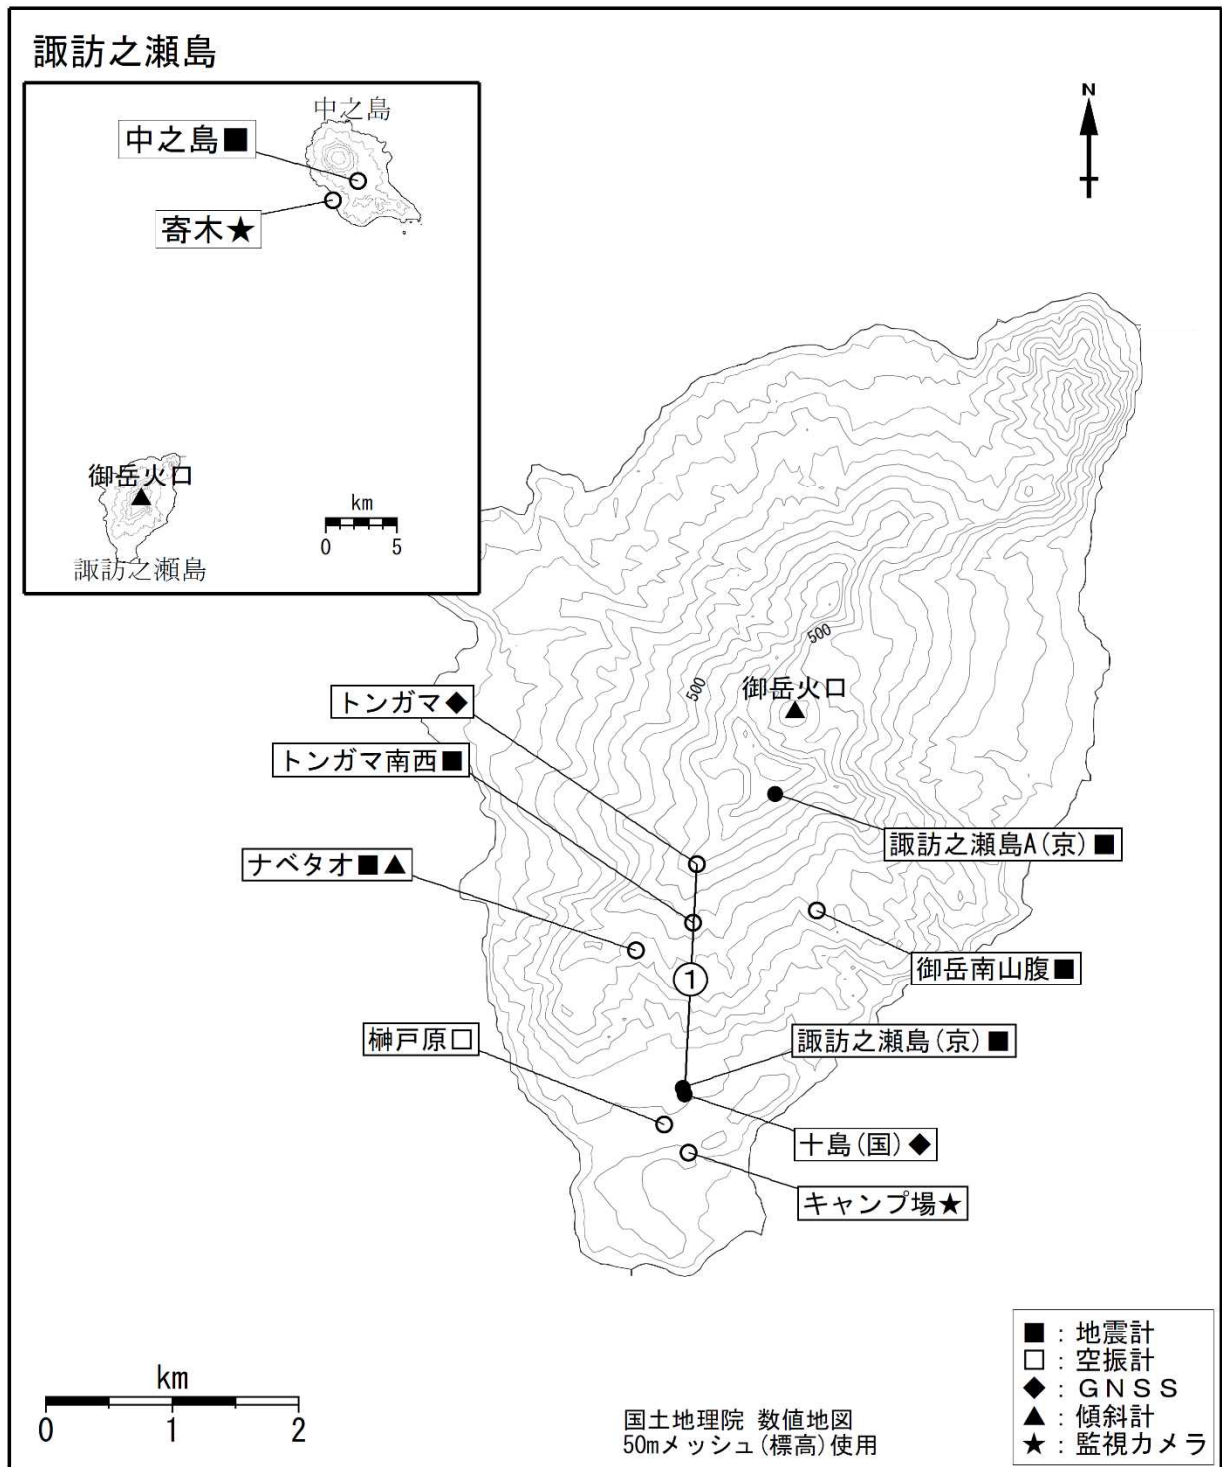 諏訪之瀬島
中之島
中之島■
寄木★
御岳火口
km
0 5
諏訪之瀬島
N
500
500
御岳火口
トンガマ◆
トンガマ南西■
諏訪之瀬島A(京)■
ナベタオ■▲
御岳南山腹■
①
榊戸原□
諏訪之瀬島(京)■
十島(国)◆
キャンプ場★
km
0 1 2
国土地理院 数値地図
50mメッシュ(標高)使用
■:地震計
□:空振計
◆:GNSS
▲:傾斜計
★:監視カメラ